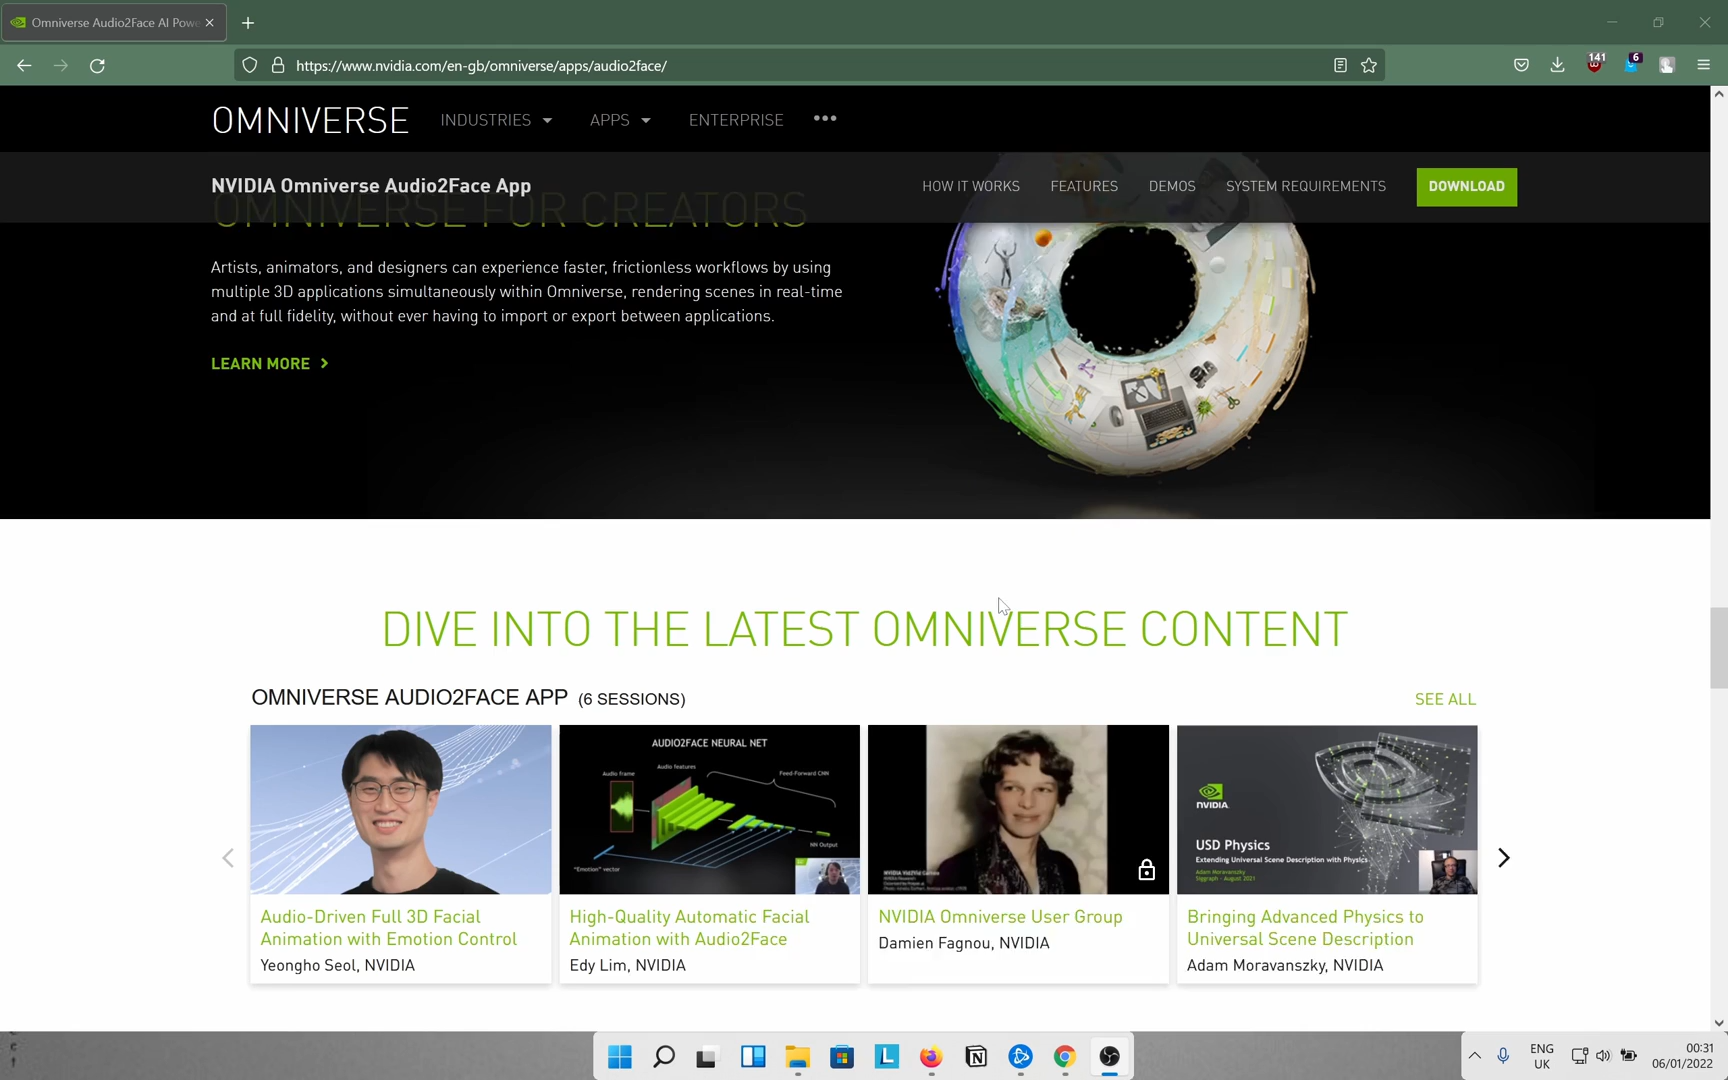 Omniverse Audio2Face AI Pow
https://www.nvidia.com/en-gb/omniverse/apps/audio2face/
141
6
OMNIVERSE
INDUSTRIES
APPS
ENTERPRISE
NVIDIA Omniverse Audio2Face App
HOW IT WORKS
FEATURES
DEMOS
SYSTEM REQUIREMENTS
DOWNLOAD
OMNIVERSE FOR CREATORS
Artists, animators, and designers can experience faster, frictionless workflows by using
multiple 3D applications simultaneously within Omniverse, rendering scenes in real-time
and at full fidelity, without ever having to import or export between applications.
LEARN MORE
DIVE INTO THE LATEST OMNIVERSE CONTENT
OMNIVERSE AUDIO2FACE APP (6 SESSIONS)
SEE ALL
AUDIO2FACE NEURAL NET
Audio frame
Audio features
Feed-Forward CNN
NN Output
"Emotion" vector
NVIDIA
USD Physics
Extending Universal Scene Description with Physics
Adam Moravanszky
Siggraph - August 2021
Audio-Driven Full 3D Facial
Animation with Emotion Control
Yeongho Seol, NVIDIA
High-Quality Automatic Facial
Animation with Audio2Face
Edy Lim, NVIDIA
NVIDIA Omniverse User Group
Damien Fagnou, NVIDIA
Bringing Advanced Physics to
Universal Scene Description
Adam Moravanszky, NVIDIA
L
N
ENG
UK
00:31
06/01/2022